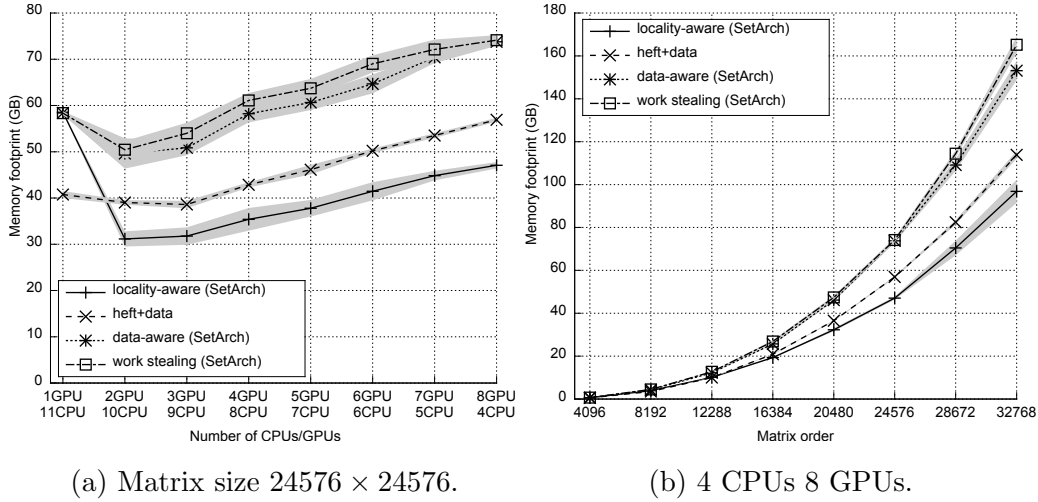 80
70
60
50
40
30
20
10
0
Memory footprint (GB)
locality-aware (SetArch)
heft+data
data-aware (SetArch)
work stealing (SetArch)
1GPU 2GPU 3GPU 4GPU 5GPU 6GPU 7GPU 8GPU
11CPU 10CPU 9CPU 8CPU 7CPU 6CPU 5CPU 4CPU
Number of CPUs/GPUs
(a) Matrix size 24576 × 24576.
180
160
140
120
100
80
60
40
20
0
Memory footprint (GB)
locality-aware (SetArch)
heft+data
data-aware (SetArch)
work stealing (SetArch)
4096 8192 12288 16384 20480 24576 28672 32768
Matrix order
(b) 4 CPUs 8 GPUs.